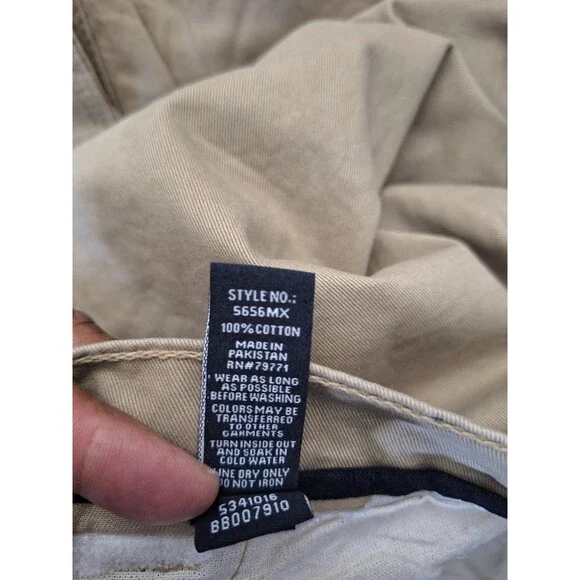 STYLE NO.:
5656MX
100% COTTON
MADE IN
PAKISTAN
RN#79771
WEAR AS LONG
AS POSSIBLE
BEFORE WASHING
COLORS MAY BE
TRANSFERRED
TO OTHER
GARMENTS
TURN INSIDE OUT
AND SOAK IN
COLD WATER
LINE DRY ONLY
DO NOT IRON
5341016
BB007910